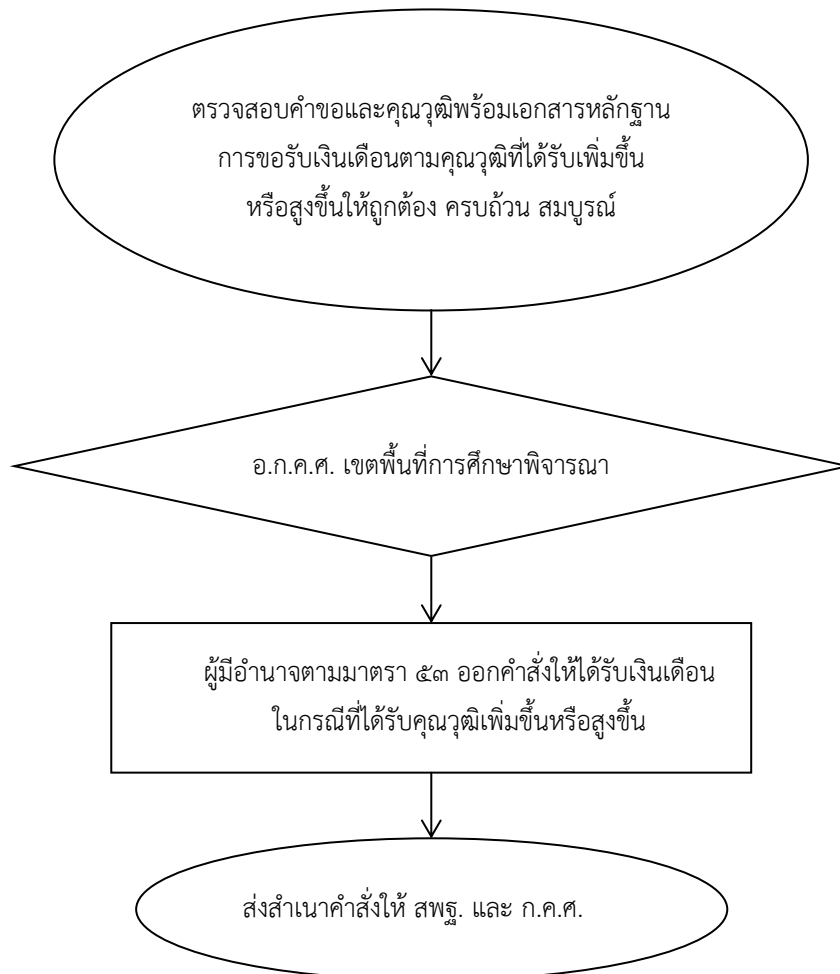 ตรวจสอบคำขอและคุณวุฒิพร้อมเอกสารหลักฐาน
การขอรับเงินเดือนตามคุณวุฒิที่ได้รับเพิ่มขึ้น
หรือสูงขึ้นให้ถูกต้อง ครบถ้วน สมบูรณ์
อ.ก.ค.ศ. เขตพื้นที่การศึกษาพิจารณา
ผู้มีอำนาจตามมาตรา ๕๓ ออกคำสั่งให้ได้รับเงินเดือน
ในกรณีที่ได้รับคุณวุฒิเพิ่มขึ้นหรือสูงขึ้น
ส่งสำเนาคำสั่งให้ สพฐ. และ ก.ค.ศ.